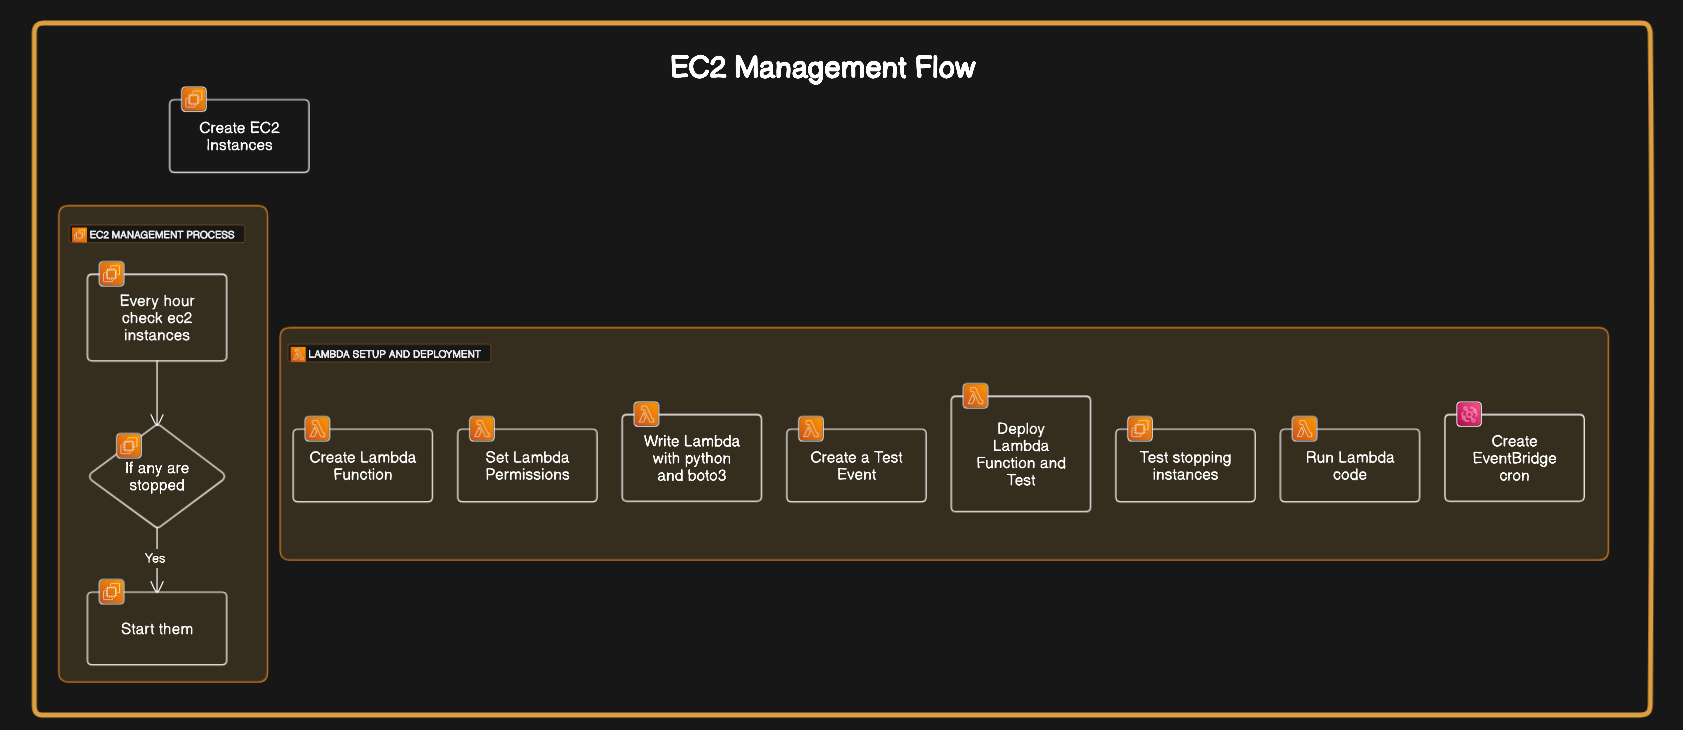 EC2 Management Flow
Create EC2
Instances
EC2 MANAGEMENT PROCESS
Every hour
check ec2
instances
If any are
stopped
Yes
Start them
LAMBDA SETUP AND DEPLOYMENT
Create Lambda
Function
Set Lambda
Permissions
Write Lambda
with python
and boto3
Create a Test
Event
Deploy
Lambda
Function and
Test
Test stopping
instances
Run Lambda
code
Create
EventBridge
cron